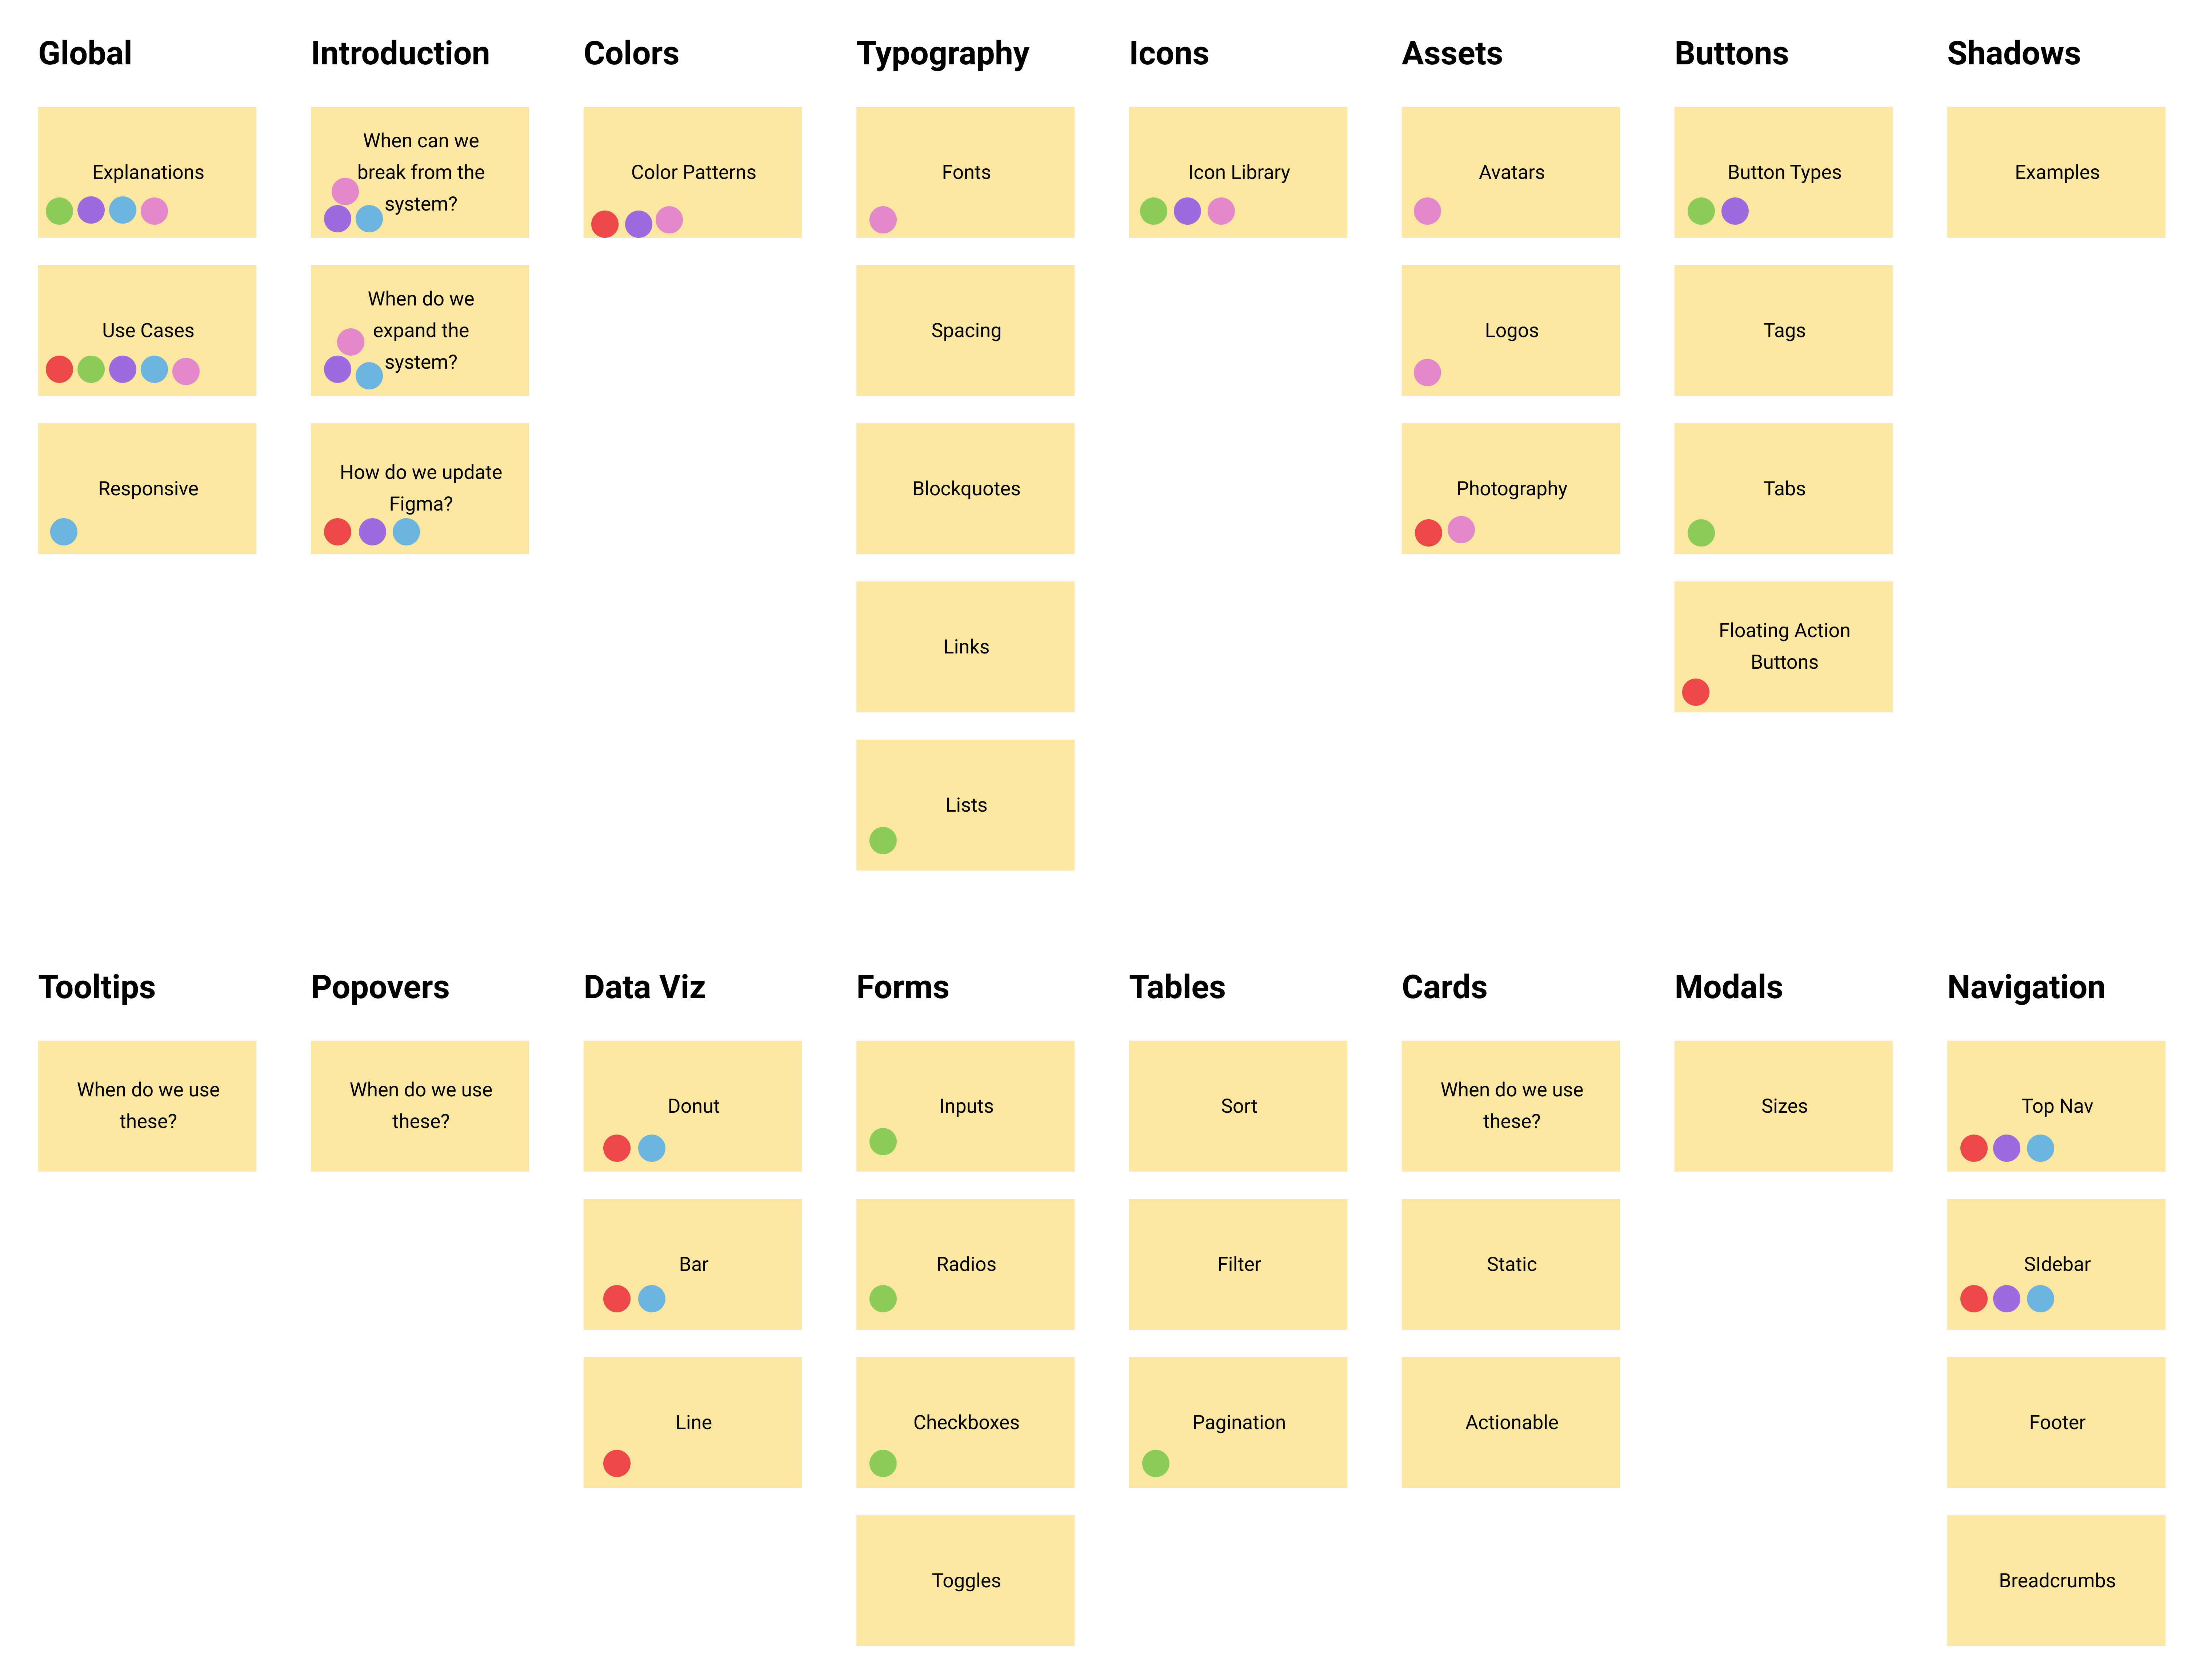 Global
Introduction
Colors
Typography
Icons
Assets
Buttons
Shadows
Explanations
When can we
break from the
system?
Color Patterns
Fonts
Icon Library
Avatars
Button Types
Examples
Use Cases
When do we
expand the
system?
Spacing
Logos
Tags
Responsive
How do we update
Figma?
Blockquotes
Photography
Tabs
Links
Floating Action
Buttons
Lists
Tooltips
Popovers
Data Viz
Forms
Tables
Cards
Modals
Navigation
When do we use
these?
When do we use
these?
Donut
Inputs
Sort
When do we use
these?
Sizes
Top Nav
Bar
Radios
Filter
Static
SIdebar
Line
Checkboxes
Pagination
Actionable
Footer
Toggles
Breadcrumbs